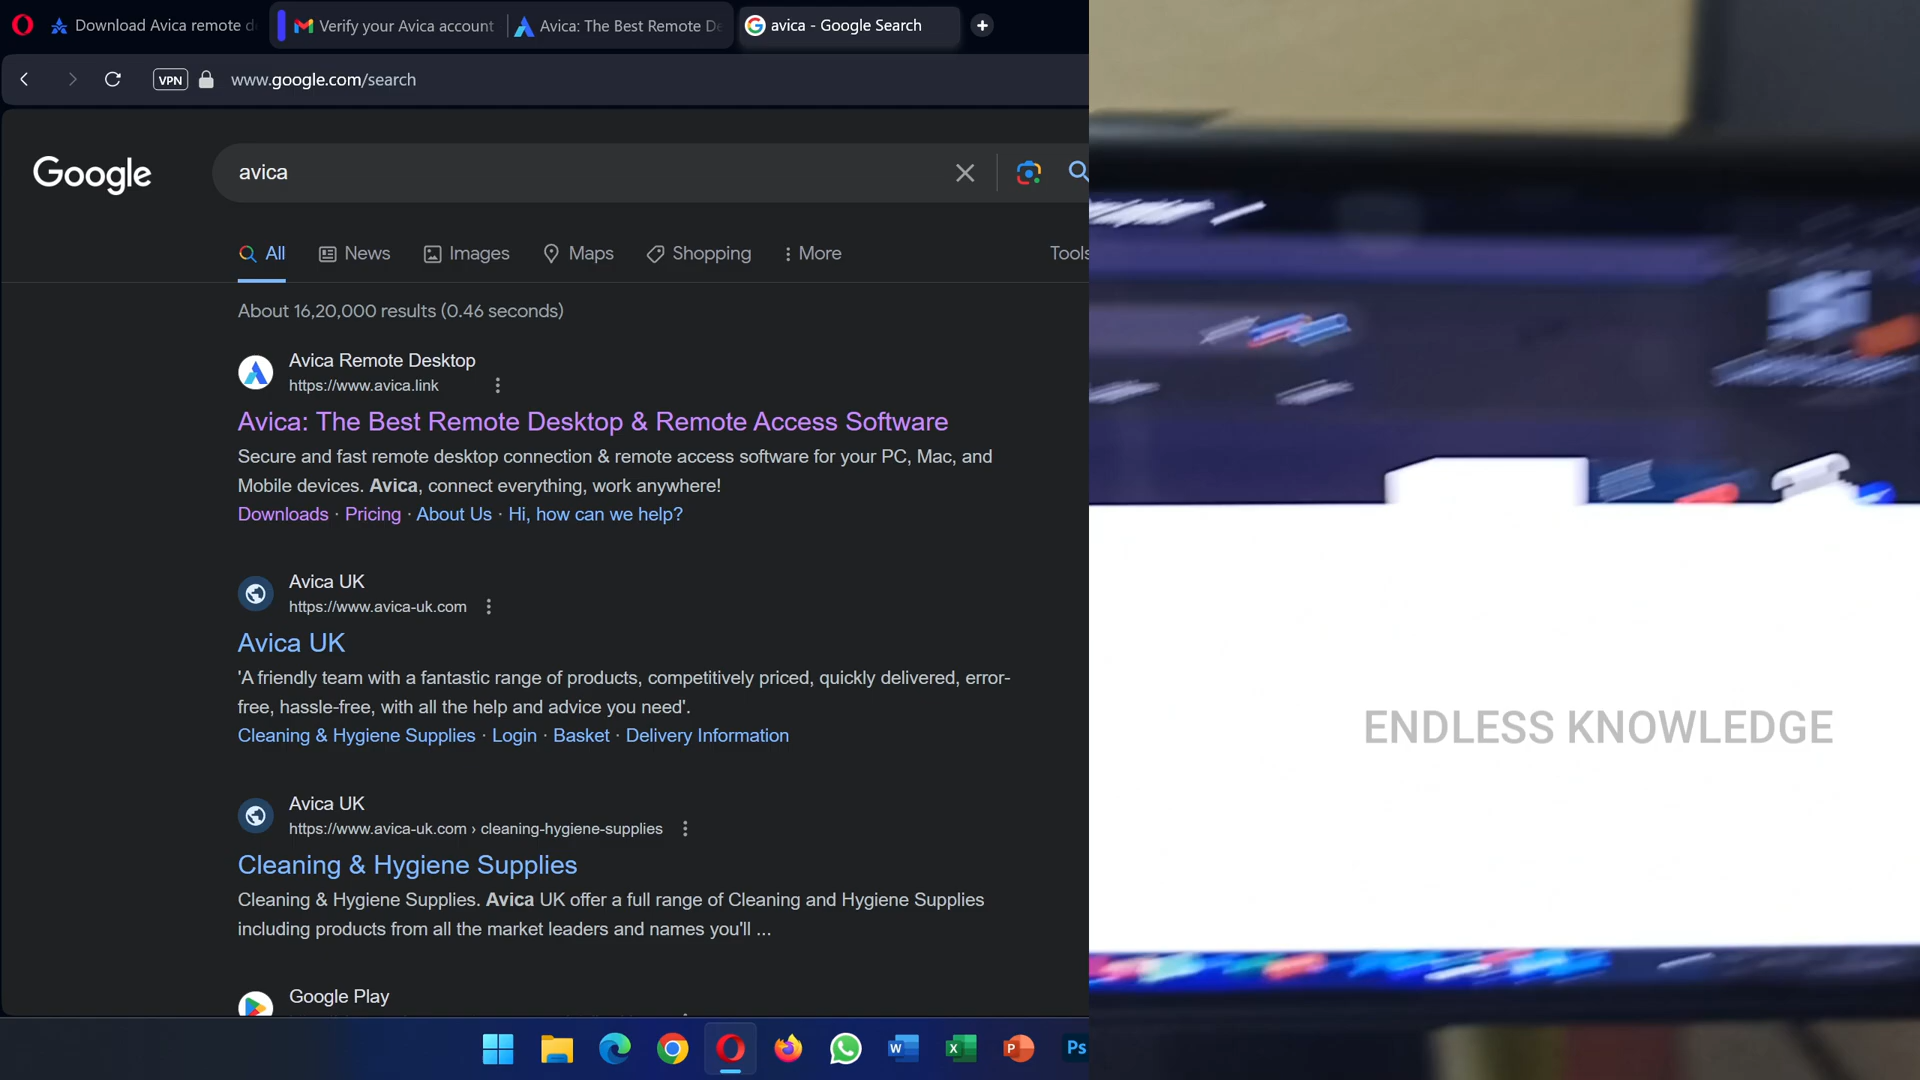 Download Avica remote d
Verify your Avica account
Avica: The Best Remote De
avica - Google Search
VPN
www.google.com/search
Google
avica
All
News
Images
Maps
Shopping
More
Tools
About 16,20,000 results (0.46 seconds)
Avica Remote Desktop
https://www.avica.link
Avica: The Best Remote Desktop & Remote Access Software
Secure and fast remote desktop connection & remote access software for your PC, Mac, and
Mobile devices. Avica, connect everything, work anywhere!
Downloads · Pricing · About Us · Hi, how can we help?
Avica UK
https://www.avica-uk.com
Avica UK
'A friendly team with a fantastic range of products, competitively priced, quickly delivered, error-
free, hassle-free, with all the help and advice you need'.
Cleaning & Hygiene Supplies · Login · Basket · Delivery Information
Avica UK
https://www.avica-uk.com › cleaning-hygiene-supplies
Cleaning & Hygiene Supplies
Cleaning & Hygiene Supplies. Avica UK offer a full range of Cleaning and Hygiene Supplies
including products from all the market leaders and names you'll ...
Google Play
W
X
P
Ps
ENDLESS KNOWLEDGE